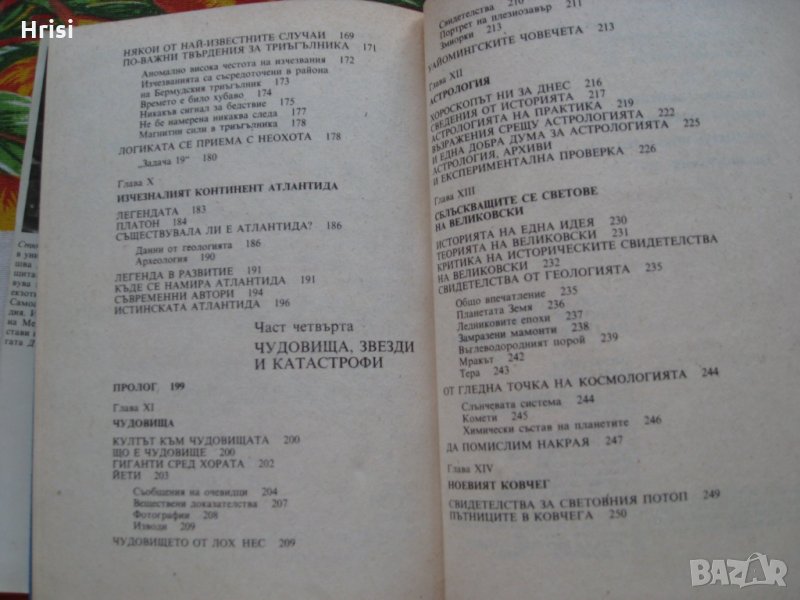 Hrisi
НЯКОИ ОТ НАЙ-ИЗВЕСТНИТЕ СЛУЧАИ 169
ПО-ВАЖНИ ТВЪРДЕНИЯ ЗА ТРИЪГЪЛНИКА 171
Аномално висока честота на изчезвания 172
Изчезванията са съсредоточени в района
на Бермудския триъгълник 173
Времето е било хубаво 174
Никакъв сигнал за бедствие 175
Не бе намерена никаква следа 177
Магнитни сили в триъгълника 178
ЛОГИКАТА СЕ ПРИЕМА С НЕОХОТА 178
„Задача 19“ 180
Глава X
ИЗЧЕЗНАЛИЯТ КОНТИНЕНТ АТЛАНТИДА
ЛЕГЕНДАТА 183
ПЛАТОН 184
СЪЩЕСТВУВАЛА ЛИ Е АТЛАНТИДА? 186
Данни от геологията 186
Археология 190
ЛЕГЕНДА В РАЗВИТИЕ 191
КЪДЕ СЕ НАМИРА АТЛАНТИДА 191
СЪВРЕМЕННИ АВТОРИ 194
ИСТИНСКАТА АТЛАНТИДА 196
Част четвърта
ЧУДОВИЩА, ЗВЕЗДИ
И КАТАСТРОФИ
ПРОЛОГ 199
Глава XI
ЧУДОВИЩА
КУЛТЪТ КЪМ ЧУДОВИЩАТА 200
ЩО Е ЧУДОВИЩЕ 200
ГИГАНТИ СРЕД ХОРАТА 202
ЙЕТИ 203
Съобщения на очевидци 204
Веществени доказателства 207
Фотографии 208
Изводи 209
ЧУДОВИЩЕТО ОТ ЛОХ НЕС 209
Свидетелства 210
Портрет на плезиозавър 211
Змиорки 213
УАЙОМИНГСКИТЕ ЧОВЕЧЕТА 213
Глава XII
АСТРОЛОГИЯ
ХОРОСКОПЪТ НИ ЗА ДНЕС 216
СВЕДЕНИЯ ОТ ИСТОРИЯТА 217
АСТРОЛОГИЯТА НА ПРАКТИКА 219
ВЪЗРАЖЕНИЯ СРЕЩУ АСТРОЛОГИЯТА 222
И ЕДНА ДОБРА ДУМА ЗА АСТРОЛОГИЯТА 225
АСТРОЛОГИЯ, АРХИВИ
И ЕКСПЕРИМЕНТАЛНА ПРОВЕРКА 226
Глава XIII
СБЛЪСКВАЩИТЕ СЕ СВЕТОВЕ
НА ВЕЛИКОВСКИ
ИСТОРИЯТА НА ЕДНА ИДЕЯ 230
ТЕОРИЯТА НА ВЕЛИКОВСКИ 231
КРИТИКА НА ИСТОРИЧЕСКИТЕ СВИДЕТЕЛСТВА
НА ВЕЛИКОВСКИ 232
СВИДЕТЕЛСТВА ОТ ГЕОЛОГИЯТА 235
Общо впечатление 235
Планетата Земя 236
Ледниковите епохи 237
Замразени мамонти 238
Въглеводородният порой 239
Мракът 242
Тера 243
ОТ ГЛЕДНА ТОЧКА НА КОСМОЛОГИЯТА 244
Слънчевата система 244
Комети 245
Химически състав на планетите 246
ДА ПОМИСЛИМ НАКРАЯ 247
Глава XIV
НОЕВИЯТ КОВЧЕГ
СВИДЕТЕЛСТВА ЗА СВЕТОВНИЯ ПОТОП 249
ПЪТНИЦИТЕ В КОВЧЕГА 250
BAZAR